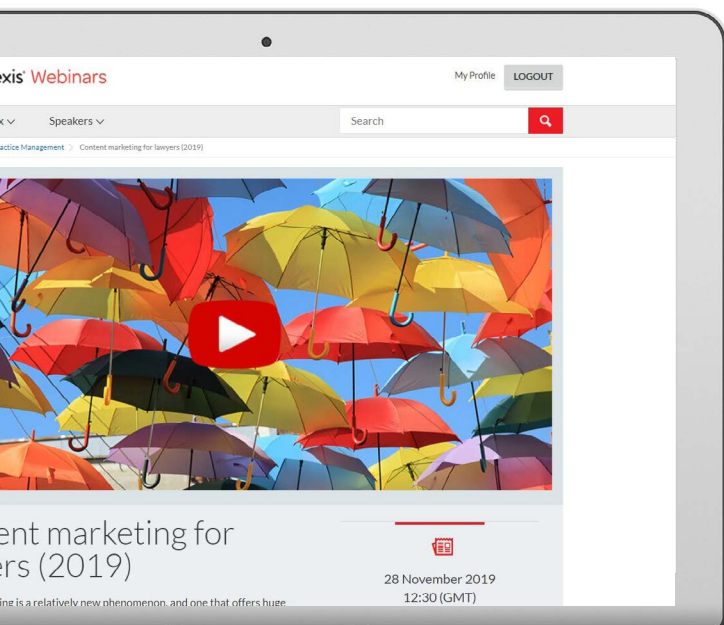 exis® Webinars
My Profile
LOGOUT
x
Speakers
Search
actice Management > Content marketing for lawyers (2019)
ent marketing for
ers (2019)
28 November 2019
12:30 (GMT)
ing is a relatively new phenomenon, and one that offers huge